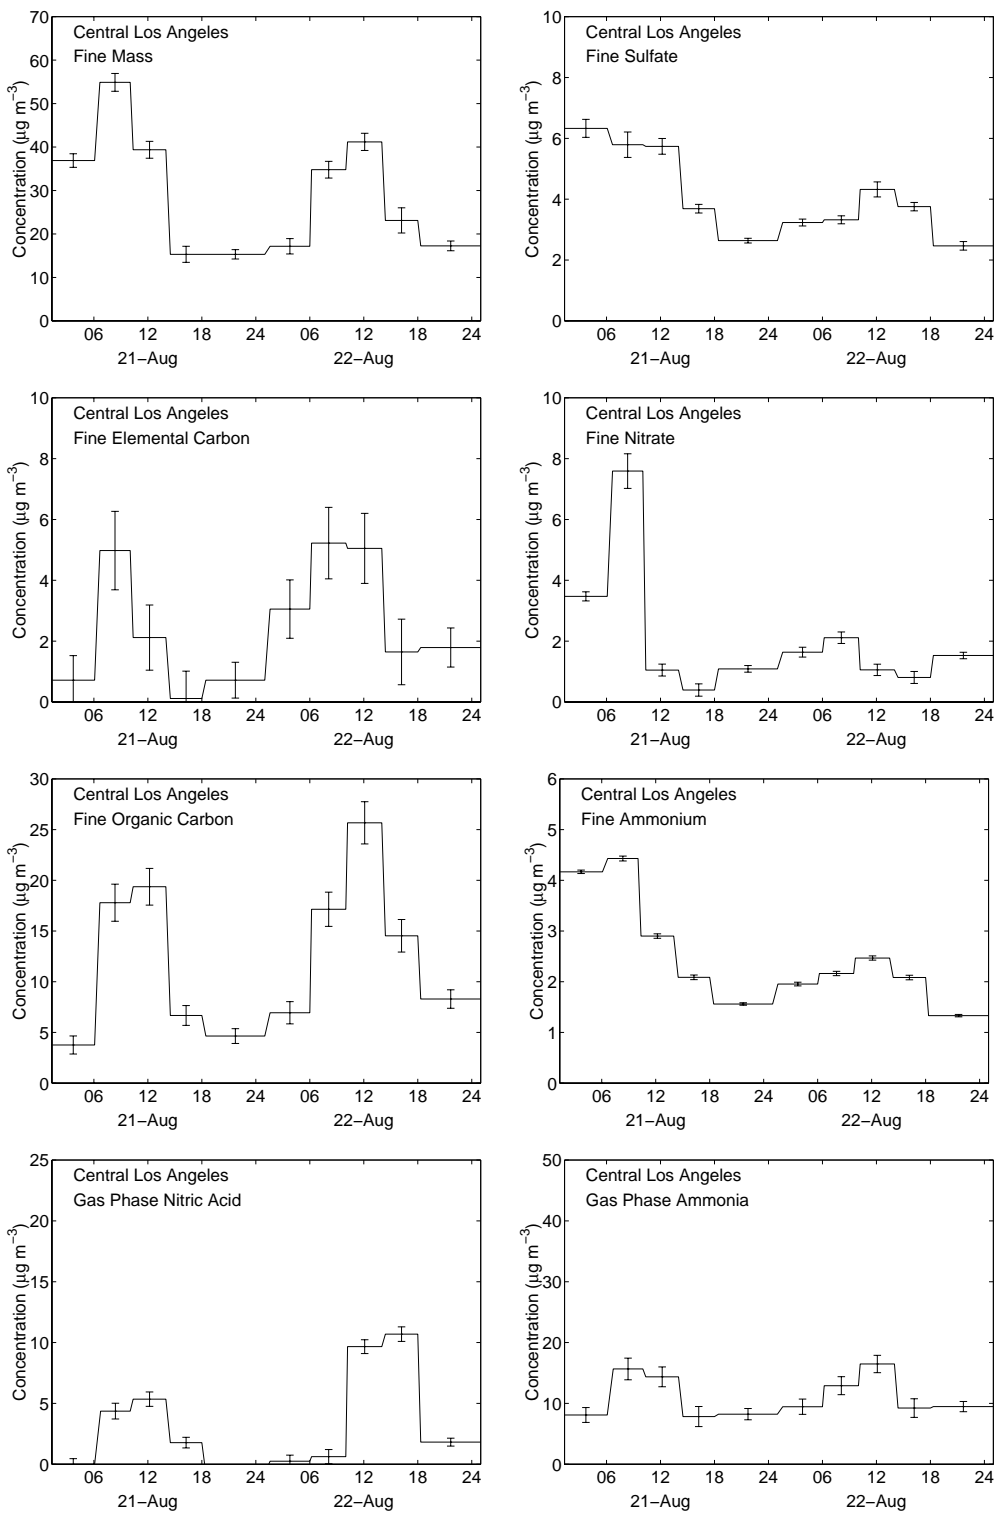 Central Los Angeles
Fine Mass
Concentration (μg m−3)
70
60
50
40
30
20
10
0
06 12 18 24 06 12 18 24
21−Aug 22−Aug
Central Los Angeles
Fine Sulfate
Concentration (μg m−3)
10
8
6
4
2
0
06 12 18 24 06 12 18 24
21−Aug 22−Aug
Central Los Angeles
Fine Elemental Carbon
Concentration (μg m−3)
10
8
6
4
2
0
06 12 18 24 06 12 18 24
21−Aug 22−Aug
Central Los Angeles
Fine Nitrate
Concentration (μg m−3)
10
8
6
4
2
0
06 12 18 24 06 12 18 24
21−Aug 22−Aug
Central Los Angeles
Fine Organic Carbon
Concentration (μg m−3)
30
25
20
15
10
5
0
06 12 18 24 06 12 18 24
21−Aug 22−Aug
Central Los Angeles
Fine Ammonium
Concentration (μg m−3)
6
5
4
3
2
1
0
06 12 18 24 06 12 18 24
21−Aug 22−Aug
Central Los Angeles
Gas Phase Nitric Acid
Concentration (μg m−3)
25
20
15
10
5
0
06 12 18 24 06 12 18 24
21−Aug 22−Aug
Central Los Angeles
Gas Phase Ammonia
Concentration (μg m−3)
50
40
30
20
10
0
06 12 18 24 06 12 18 24
21−Aug 22−Aug